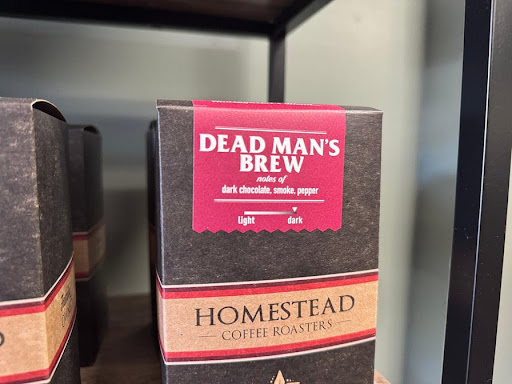 DEAD MAN'S
BREW
notes of
dark chocolate, smoke, pepper
light dark
HOMESTEAD
COFFEE ROASTERS